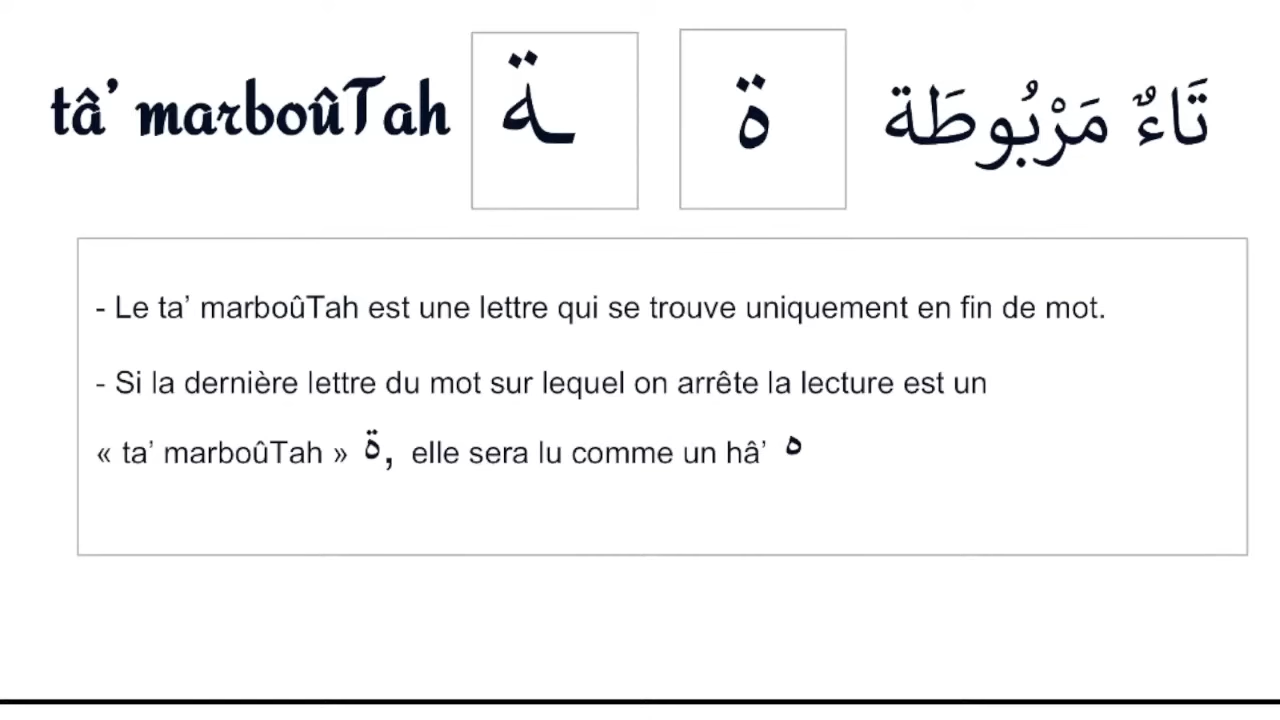 tâ’ marboûTah ـة ة تَاءٌ مَرْبُوطَة
- Le ta’ marboûTah est une lettre qui se trouve uniquement en fin de mot.
- Si la dernière lettre du mot sur lequel on arrête la lecture est un
« ta’ marboûTah » ة, elle sera lu comme un hâ’ ه